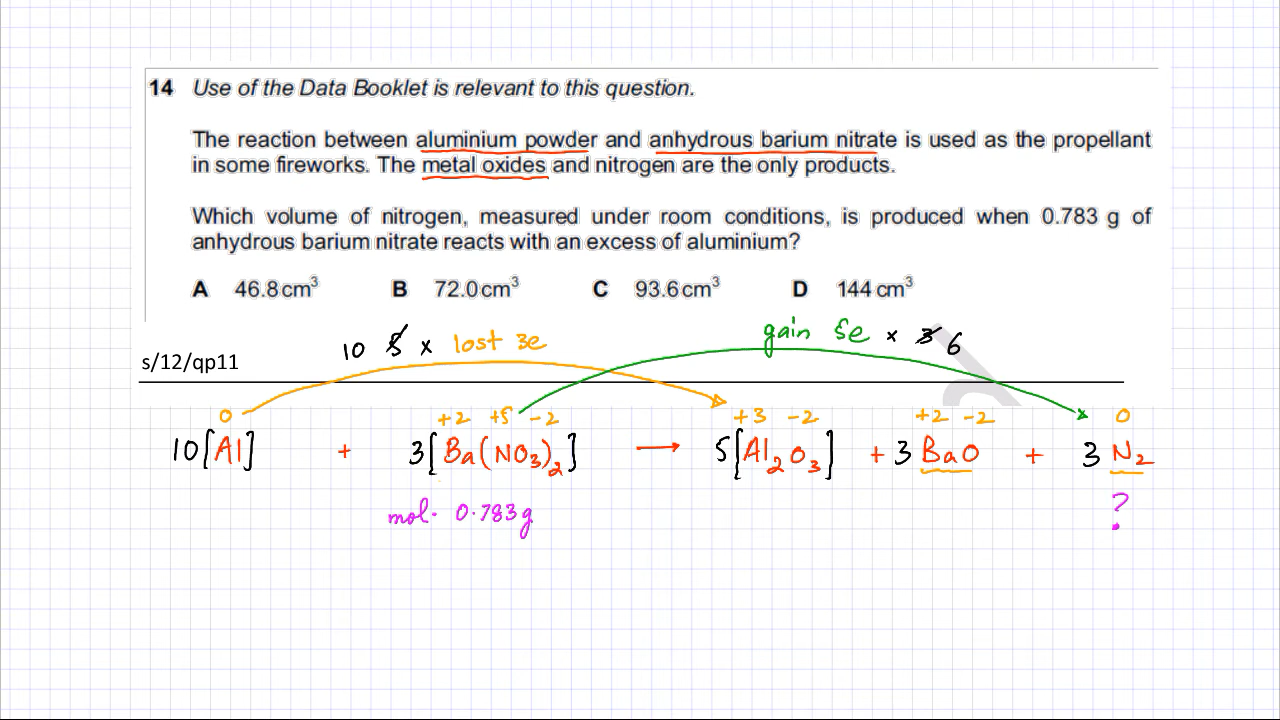 14 Use of the Data Booklet is relevant to this question.
The reaction between aluminium powder and anhydrous barium nitrate is used as the propellant
in some fireworks. The metal oxides and nitrogen are the only products.
Which volume of nitrogen, measured under room conditions, is produced when 0.783 g of
anhydrous barium nitrate reacts with an excess of aluminium?
A 46.8 cm³ B 72.0 cm³ C 93.6 cm³ D 144 cm³
10 5 × lost 3e gain 5e × 3 6
s/12/qp11
0 +2 +5 -2 +3 -2 +2 -2 0
10[Al] + 3[Ba(NO₃)₂] → 5[Al₂O₃] + 3 BaO + 3 N₂
mol. 0.783g ?